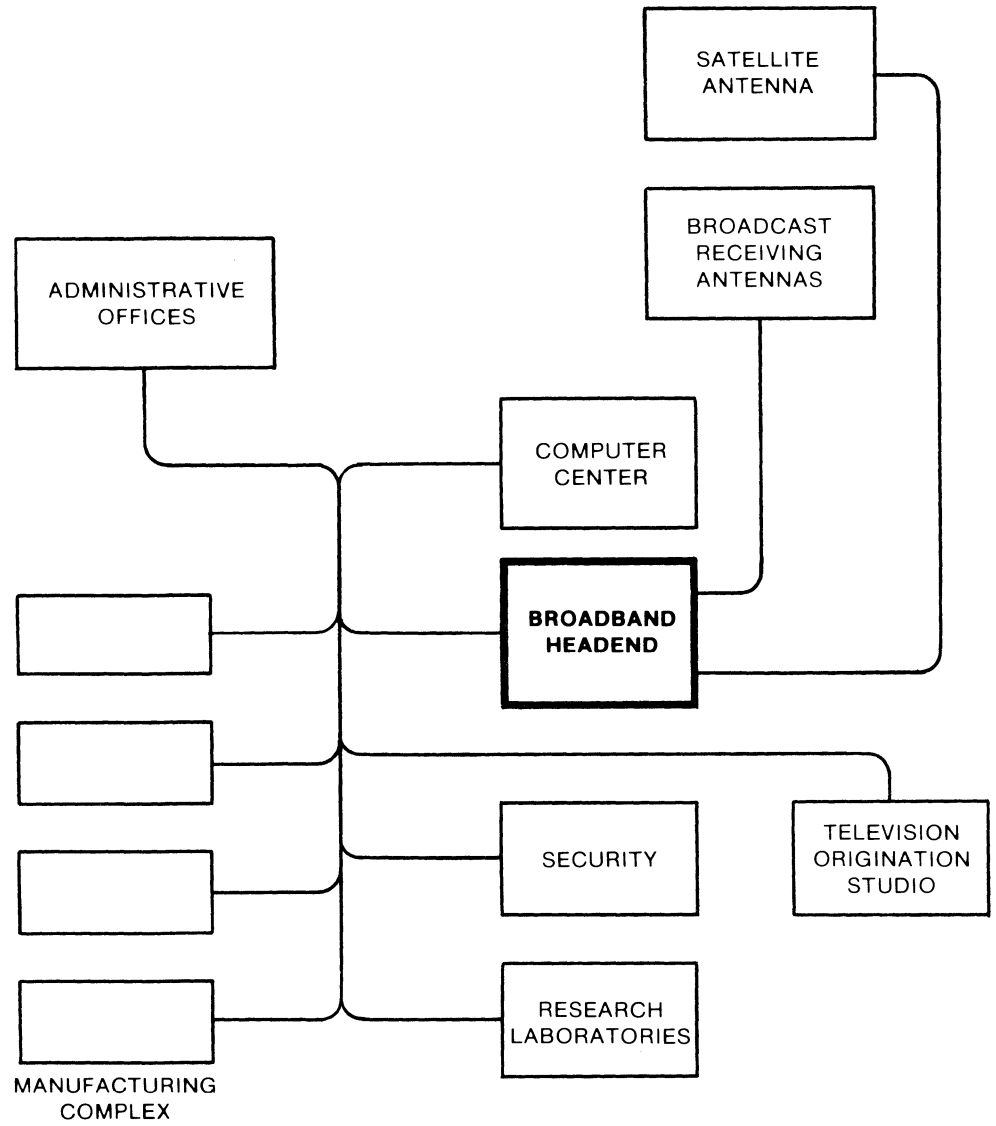 SATELLITE
ANTENNA
BROADCAST
RECEIVING
ANTENNAS
ADMINISTRATIVE
OFFICES
COMPUTER
CENTER
BROADBAND
HEADEND
TELEVISION
ORIGINATION
STUDIO
SECURITY
RESEARCH
LABORATORIES
MANUFACTURING
COMPLEX